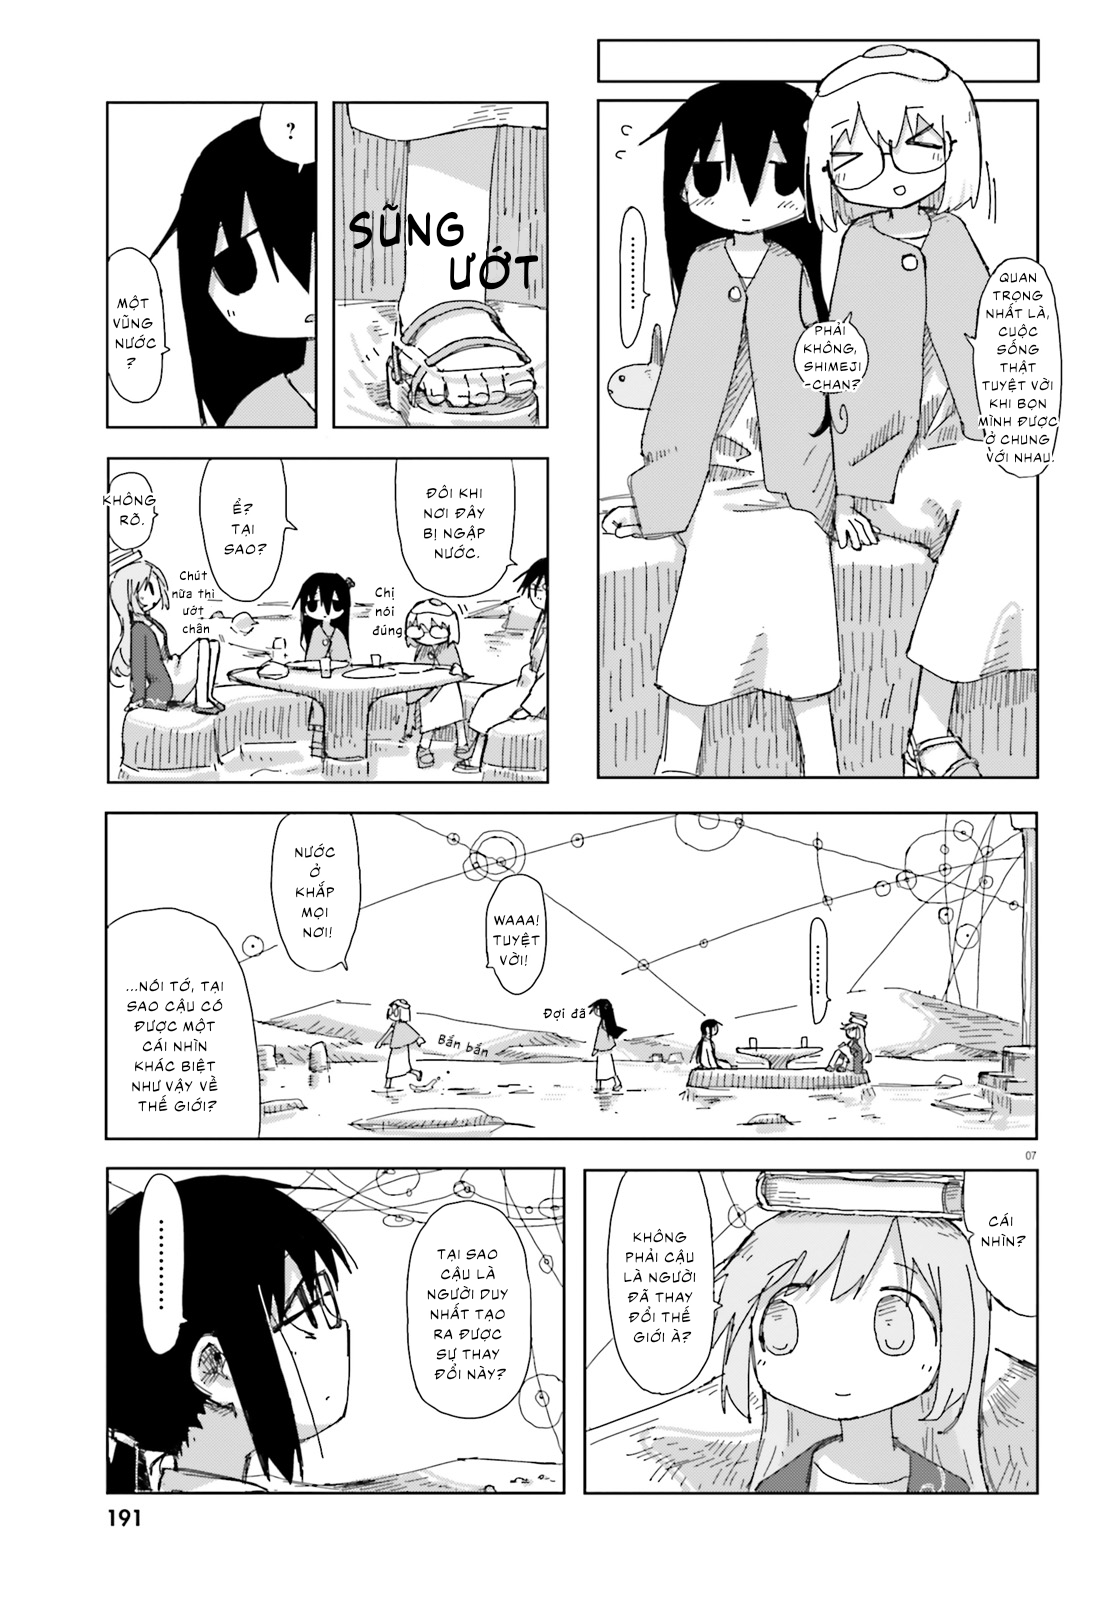 QUAN
TRỌNG
NHẤT LÀ,
CUỘC
SỐNG
THẬT
TUYỆT VỜI
KHI BỌN
MÌNH ĐƯỢC
Ở CHUNG
VỚI NHAU!
PHẢI
KHÔNG,
SHIMEJI
-CHAN?
.........
SŨNG
ƯỚT
?
MỘT
VŨNG
NƯỚC
?
ĐÔI KHI
NƠI ĐÂY
BỊ NGẬP
NƯỚC.
Chị
nói
đúng
Ể?
TẠI
SAO?
KHÔNG
RÕ.
Chút
nữa thì
ướt
chân
........
WAAA!
TUYỆT
VỜI!
Đợi đã
NƯỚC
Ở
KHẮP
MỌI
NƠI!
Bắn bắn
...NÓI TỚ, TẠI
SAO CẬU CÓ
ĐƯỢC MỘT
CÁI NHÌN
KHÁC BIỆT
NHƯ VẬY VỀ
THẾ GIỚI?
07
CÁI
NHÌN?
KHÔNG
PHẢI CẬU
LÀ NGƯỜI
ĐÃ THAY
ĐỔI THẾ
GIỚI À?
TẠI SAO
CẬU LÀ
NGƯỜI DUY
NHẤT TẠO
RA ĐƯỢC
SỰ THAY
ĐỔI NÀY?
..........
191